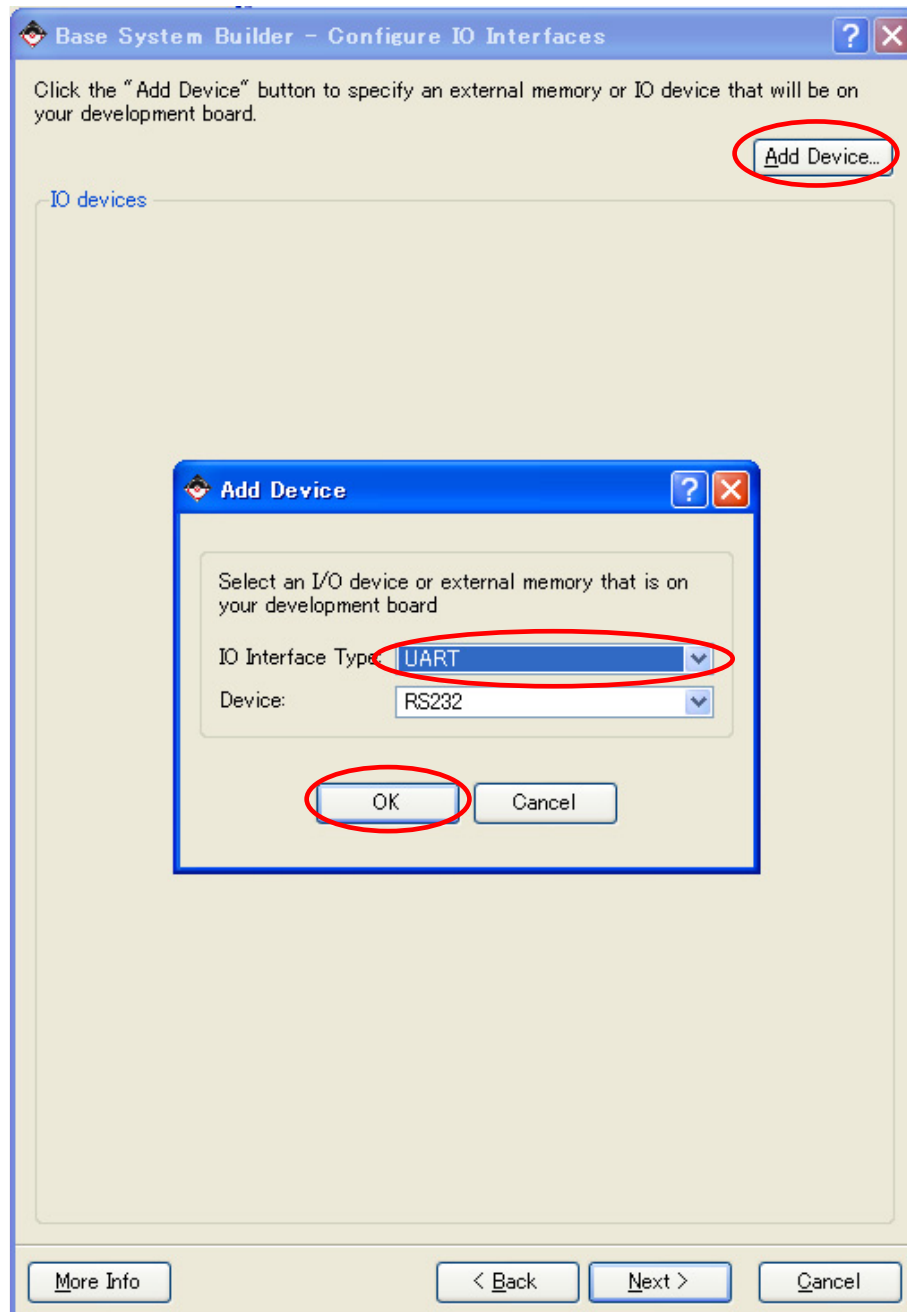 Base System Builder - Configure IO Interfaces
Click the "Add Device" button to specify an external memory or IO device that will be on
your development board.
Add Device...
IO devices
Add Device
Select an I/O device or external memory that is on
your development board
IO Interface Type: UART
Device: RS232
OK Cancel
More Info < Back Next > Cancel